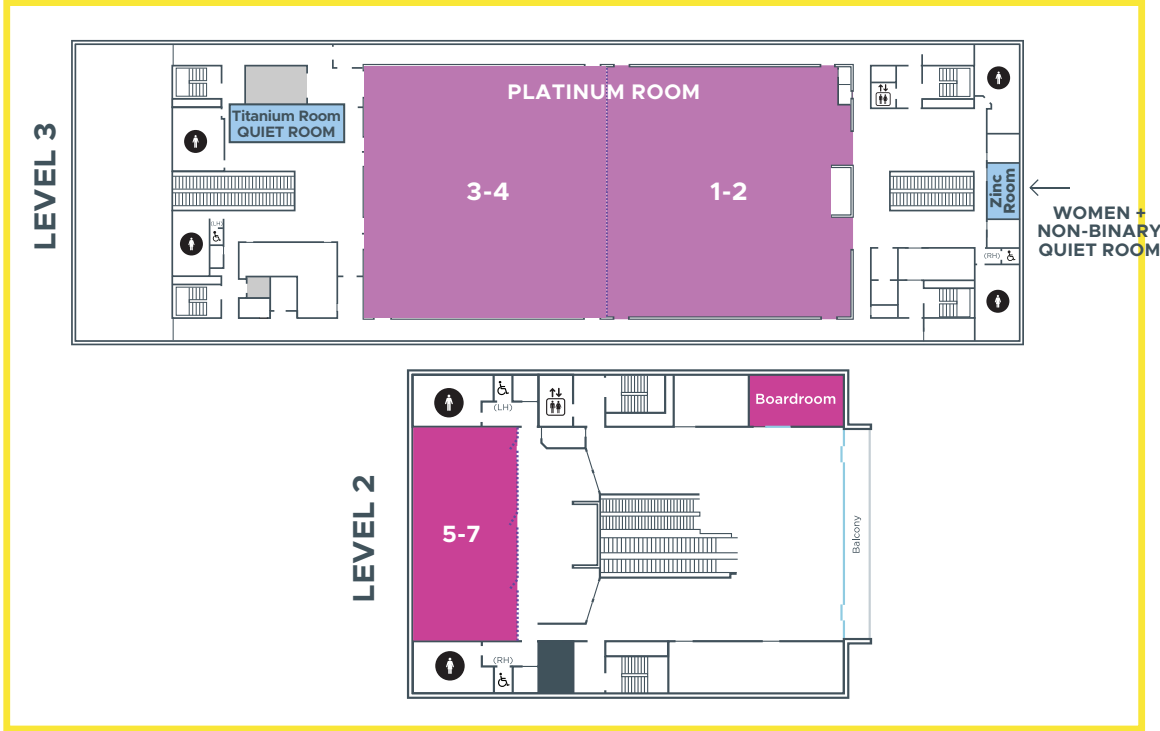 LEVEL 3
PLATINUM ROOM
Titanium Room
QUIET ROOM
3-4
1-2
Zinc
Room
WOMEN +
NON-BINARY
QUIET ROOM
(LH)
(RH)
LEVEL 2
Boardroom
(LH)
5-7
Balcony
(RH)